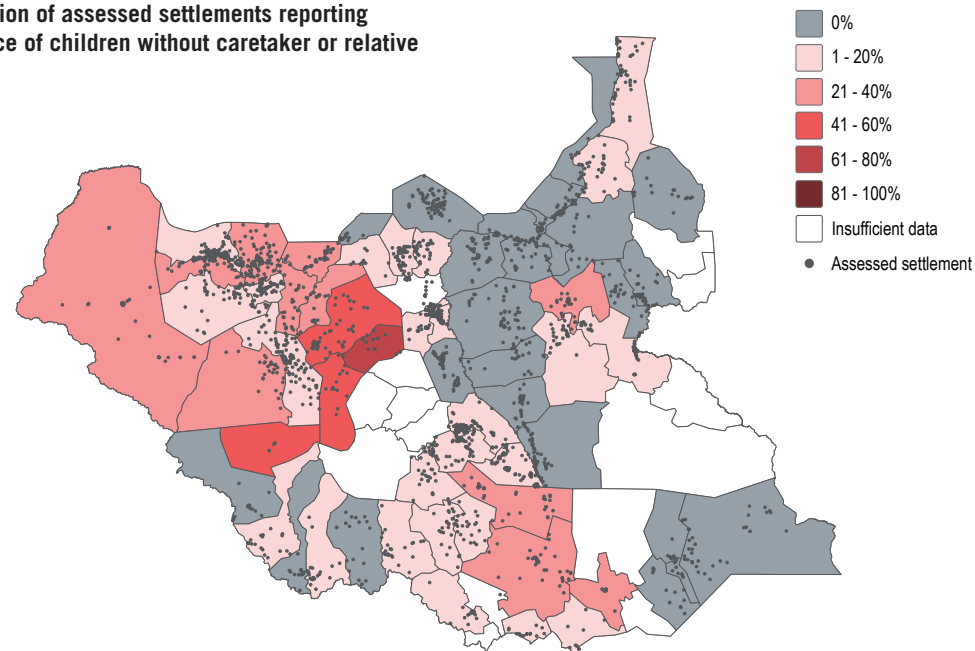 ion of assessed settlements reporting
ce of children without caretaker or relative
0%
1 - 20%
21 - 40%
41 - 60%
61 - 80%
81 - 100%
Insufficient data
Assessed settlement